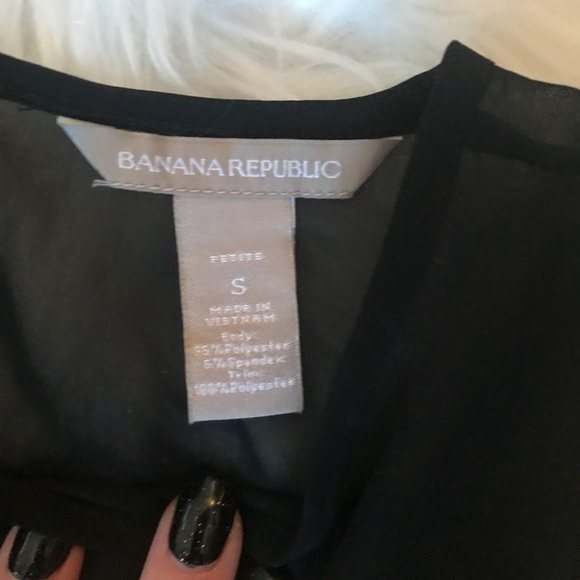 BANANA REPUBLIC
PETITE
S
MADE IN
VIETNAM
Body:
95%Polyester
5%Spandex
Trim:
100%Polyester